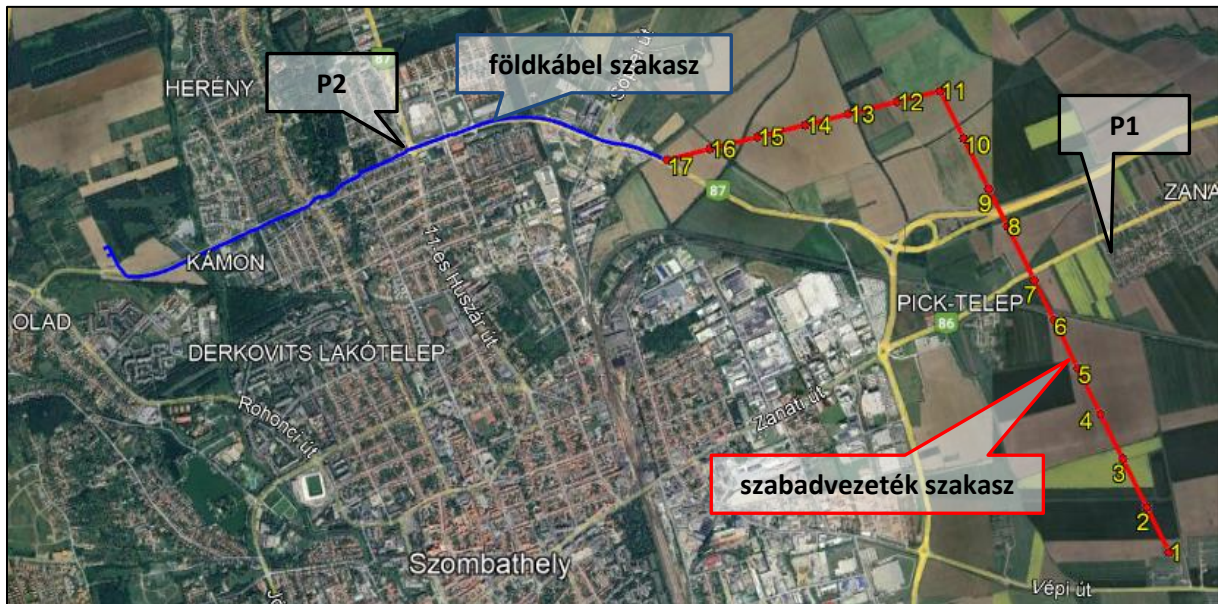 HERÉNY
87
földkábel szakasz
P2
P1
11
12
13
14
15
16
17
10
9
8
7
6
5
4
3
2
1
87
ZANA
KÁMON
OLAD
PICK-TELEP
86
DERKOVITS LAKÓTELEP
11-es Huszár út
Rohonci út
Zanati út
szabadvezeték szakasz
Szombathely
Vépi út